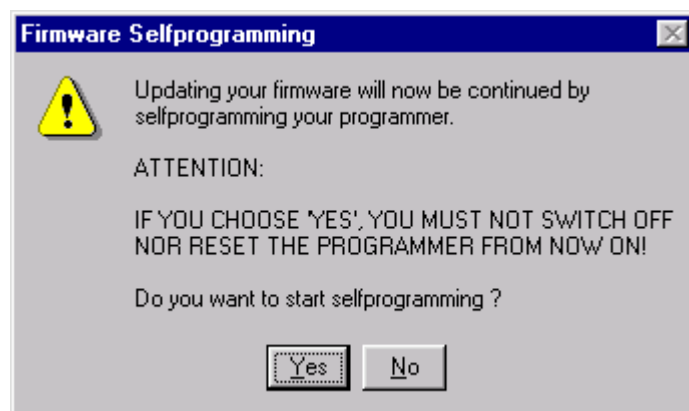 Firmware Selfprogramming
Updating your firmware will now be continued by
selfprogramming your programmer.
ATTENTION:
IF YOU CHOOSE 'YES', YOU MUST NOT SWITCH OFF
NOR RESET THE PROGRAMMER FROM NOW ON!
Do you want to start selfprogramming ?
Yes No